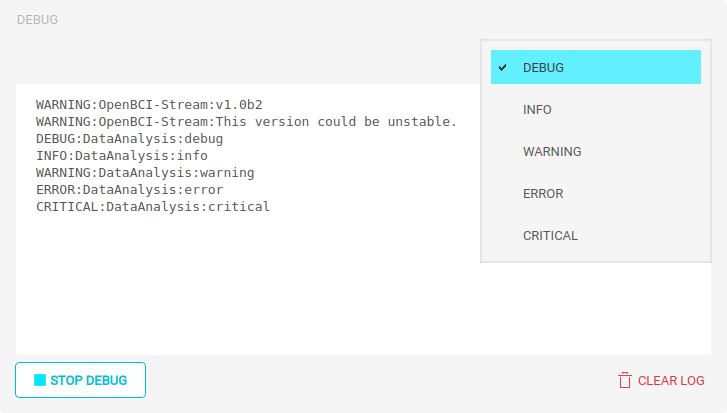 DEBUG
DEBUG
INFO
WARNING
ERROR
CRITICAL
WARNING:OpenBCI-Stream:v1.0b2
WARNING:OpenBCI-Stream:This version could be unstable.
DEBUG:DataAnalysis:debug
INFO:DataAnalysis:info
WARNING:DataAnalysis:warning
ERROR:DataAnalysis:error
CRITICAL:DataAnalysis:critical
STOP DEBUG
CLEAR LOG